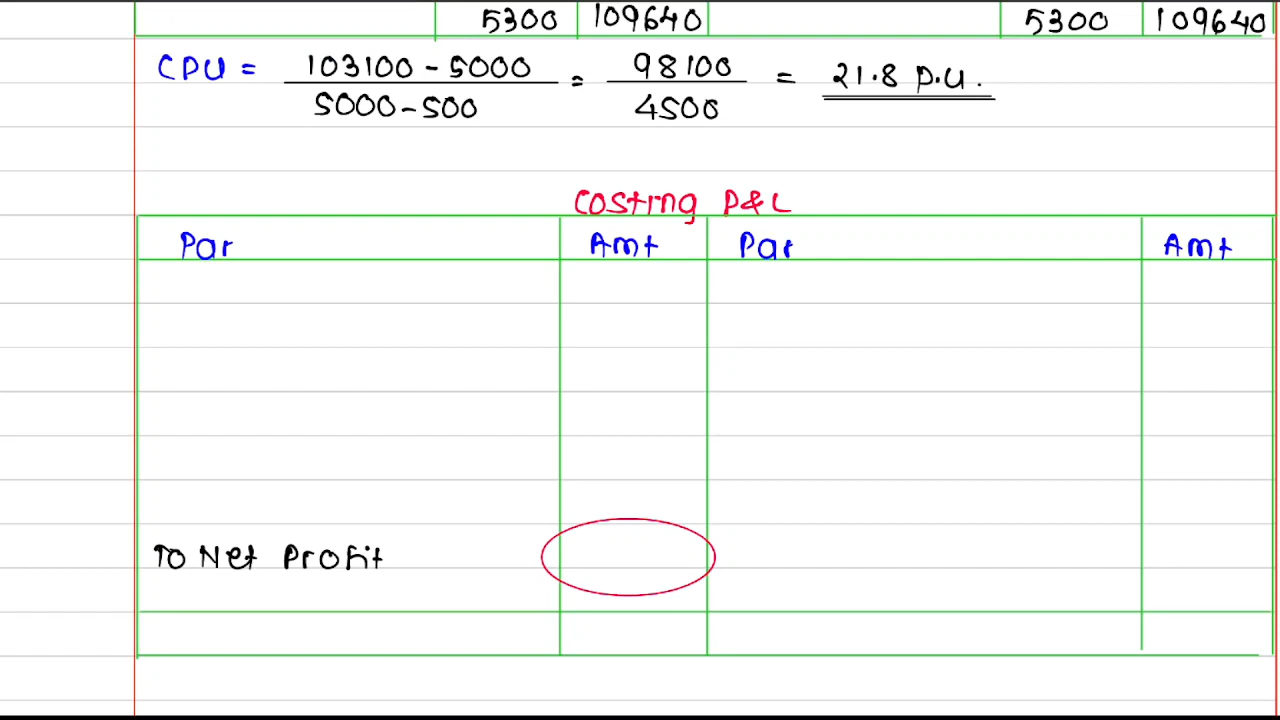 5300 109640 5300 109640
CPU = 103100 - 5000 / 5000 - 500 = 98100 / 4500 = 21.8 P.U.
Costing P&L
Par Amt Par Amt
To Net Profit